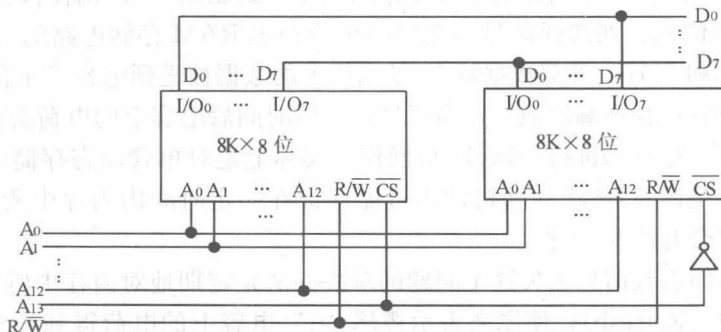 D₀
⋮
D₇
D₀ ··· D₇
I/O₀ ···· I/O₇
8K×8 位
A₀ A₁ ··· A₁₂ R/W̅ C̅S̅
D₀ D₇
I/O₀ ···· I/O₇
8K×8 位
A₀ A₁ ··· A₁₂ R/W̅ C̅S̅
A₀
A₁
⋮
A₁₂
A₁₃
R/W̅